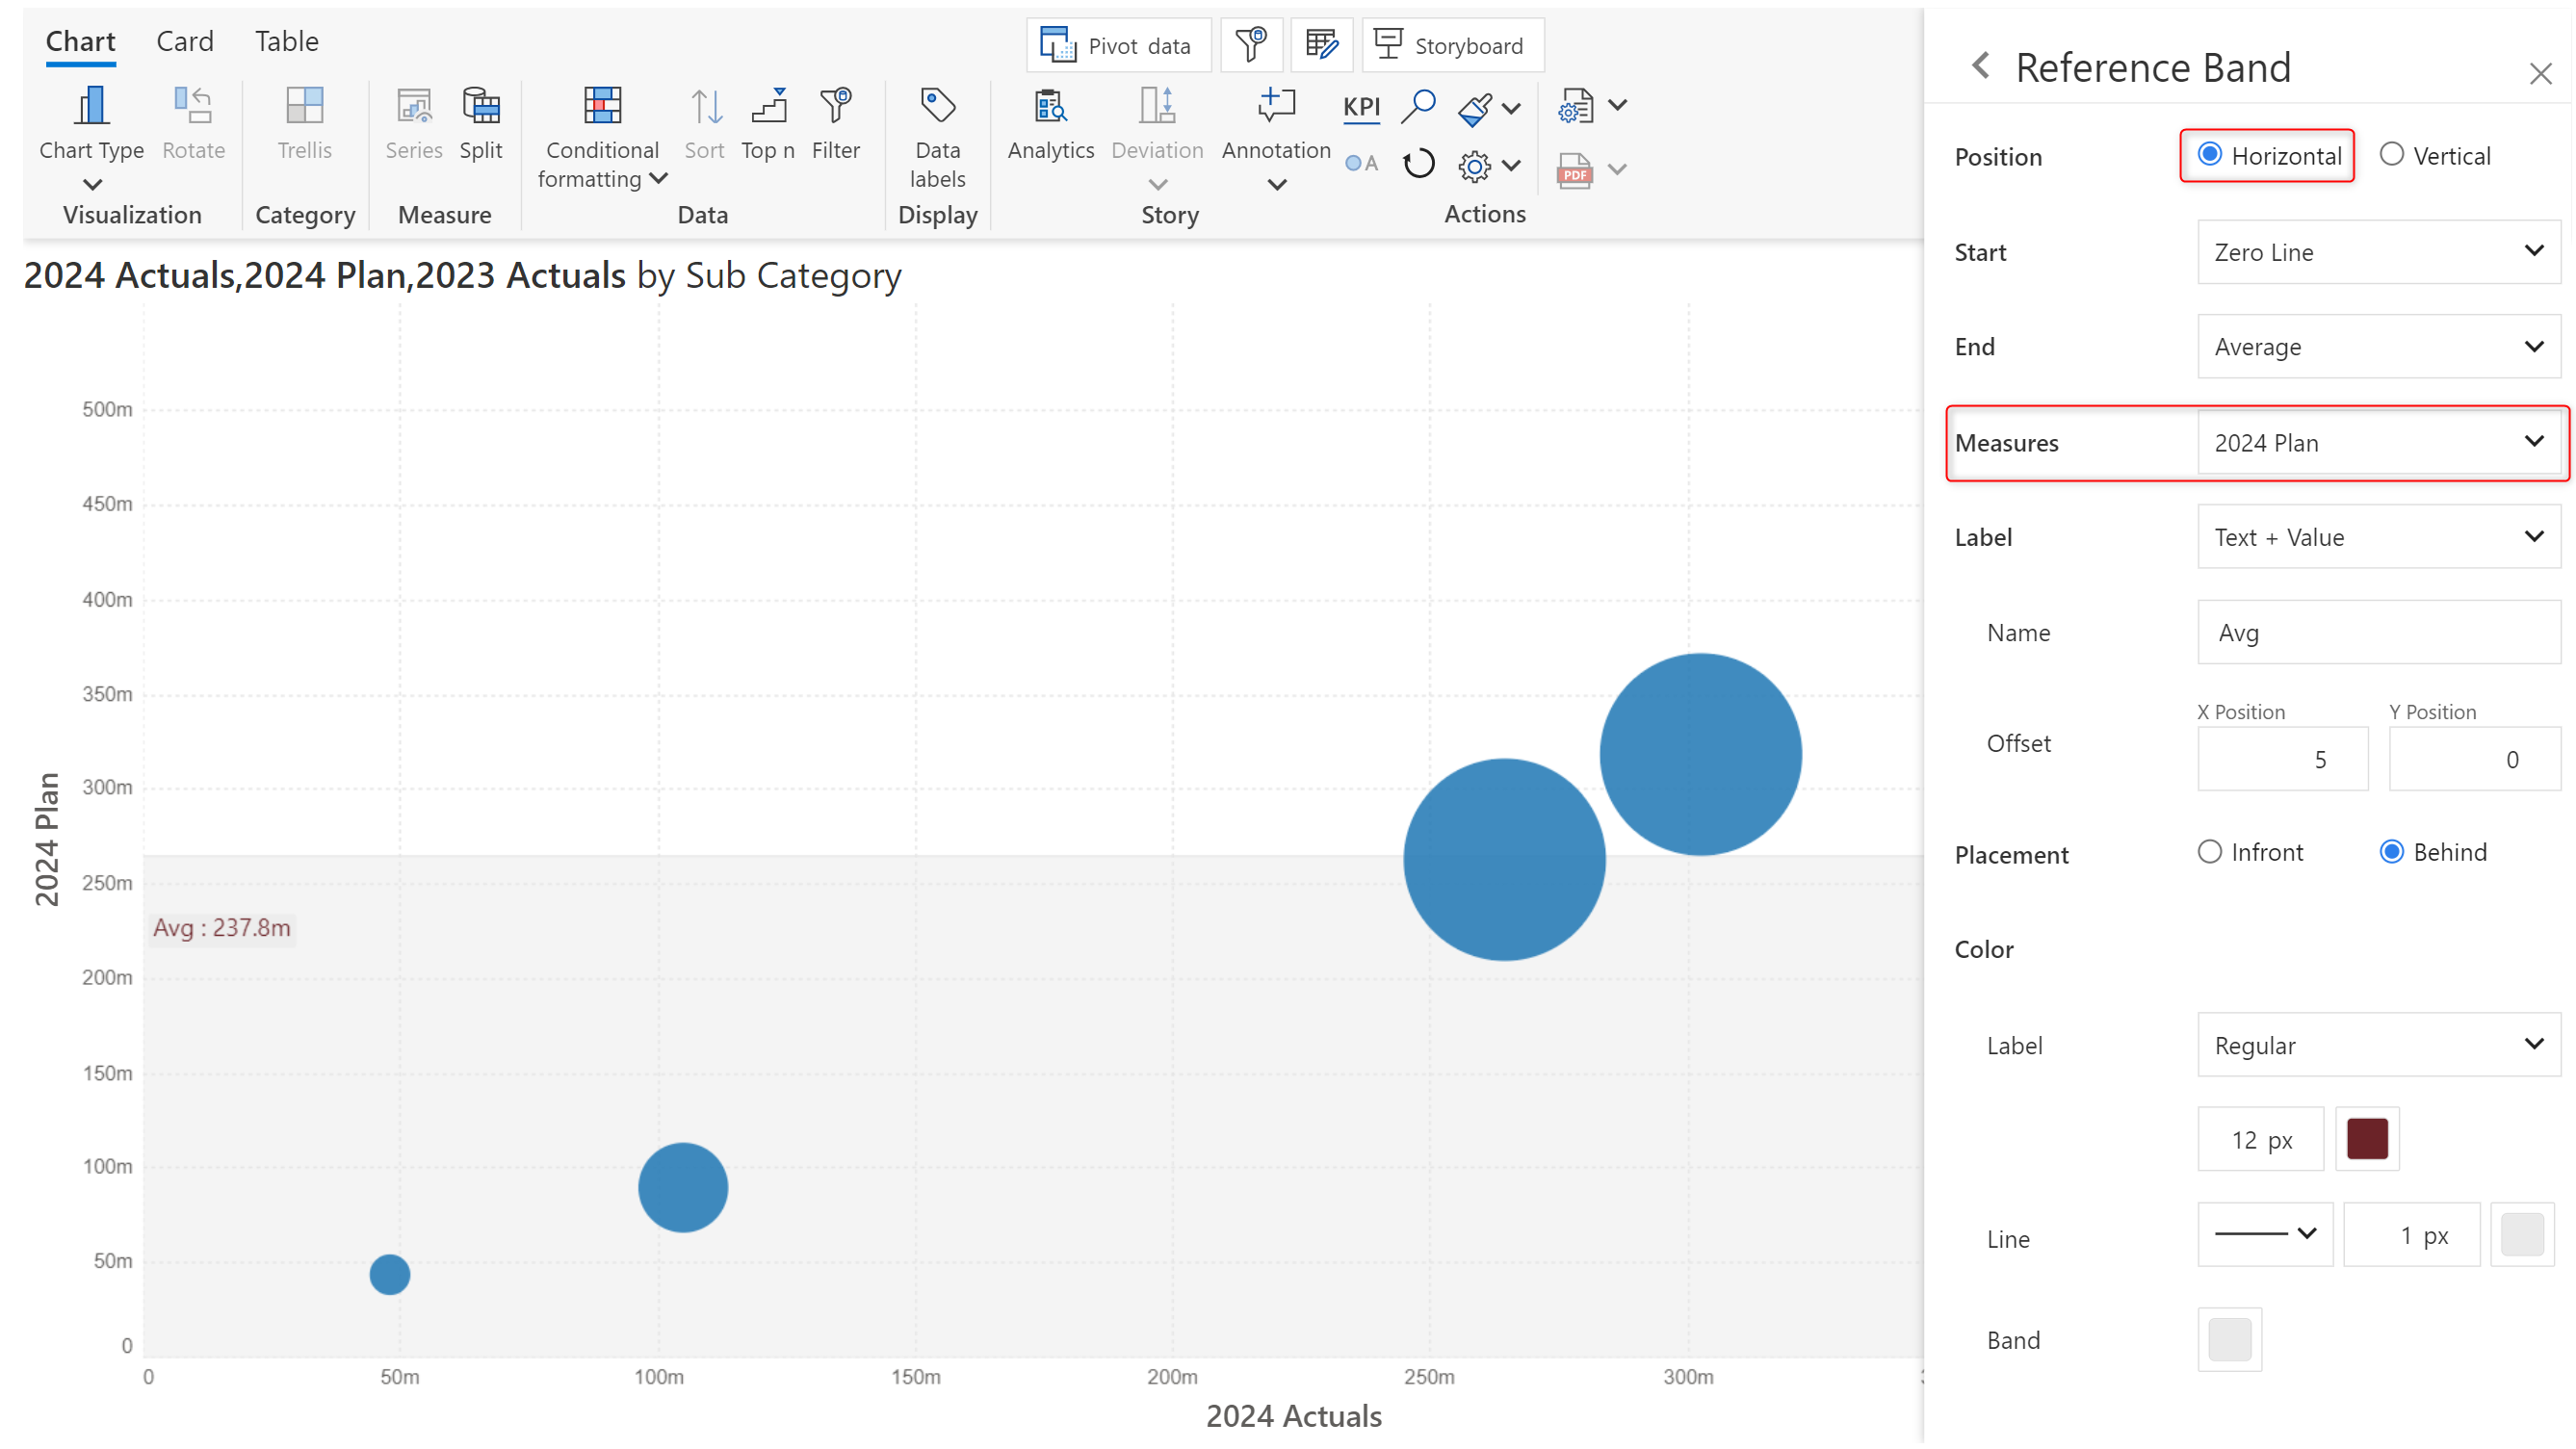 Chart Card Table
Pivot data Storyboard
Chart Type Rotate Trellis Series Split Conditional formatting Sort Top n Filter Data labels Analytics Deviation Annotation KPI
A
PDF
Visualization Category Measure Data Display Story Actions
2024 Actuals,2024 Plan,2023 Actuals by Sub Category
500m
450m
400m
350m
300m
250m
200m
150m
100m
50m
0
2024 Plan
Avg : 237.8m
0 50m 100m 150m 200m 250m 300m
2024 Actuals
Reference Band
Position Horizontal Vertical
Start Zero Line
End Average
Measures 2024 Plan
Label Text + Value
Name Avg
X Position Y Position
Offset 5 0
Placement Infront Behind
Color
Label Regular
12 px
Line 1 px
Band